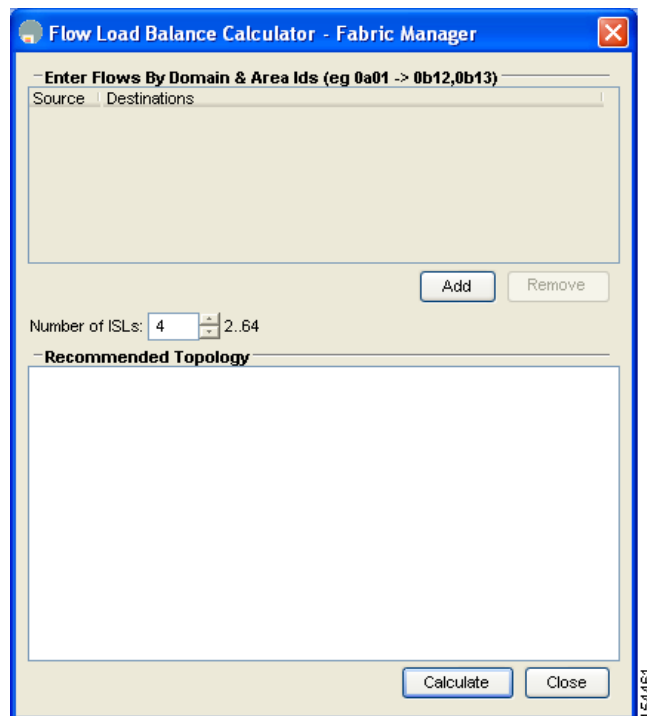 Flow Load Balance Calculator - Fabric Manager
Enter Flows By Domain & Area Ids (eg 0a01 -> 0b12,0b13)
Source Destinations
Add Remove
Number of ISLs: 4 2..64
Recommended Topology
Calculate Close
154461